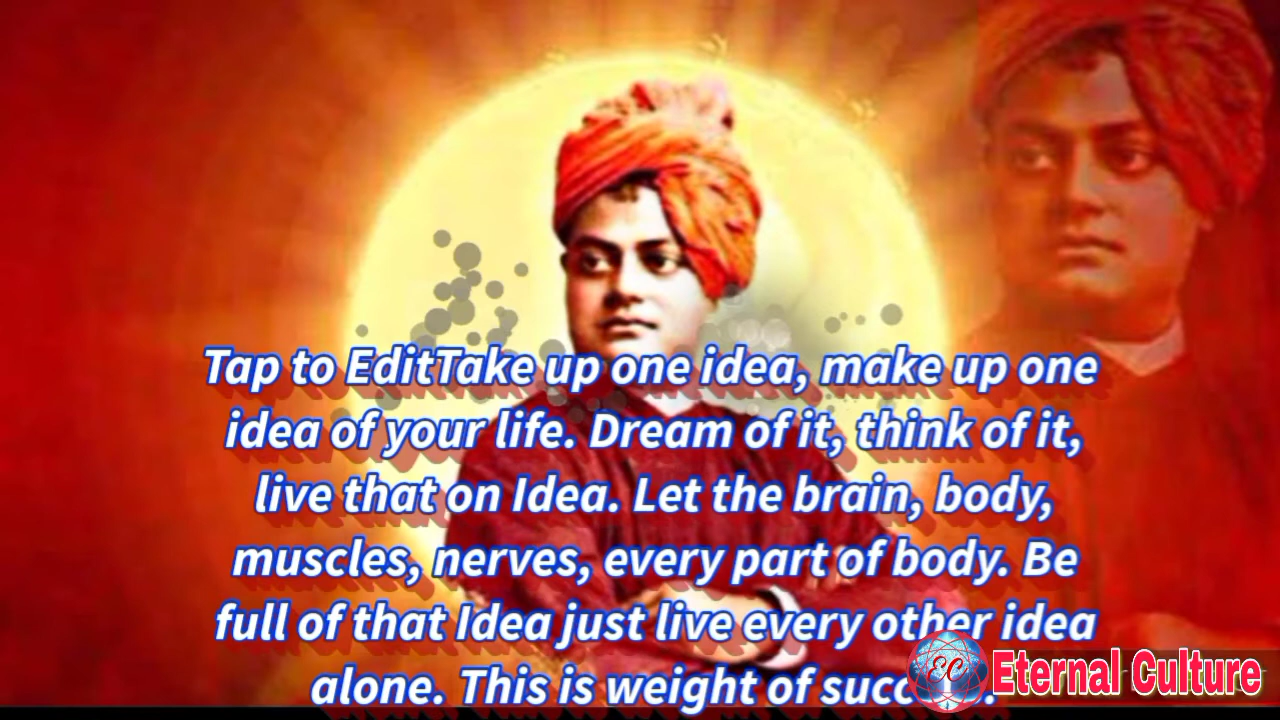 Tap to EditTake up one idea, make up one
idea of your life. Dream of it, think of it,
live that on Idea. Let the brain, body,
muscles, nerves, every part of body. Be
full of that Idea just live every other idea
alone. This is weight of
EC Eternal Culture